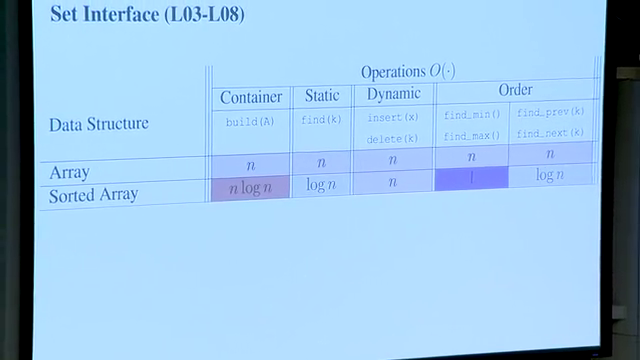 Set Interface (L03-L08)
Operations O(·)
Container Static Dynamic Order
Data Structure build(A) find(k) insert(x) find_min() find_prev(k)
delete(k) find_max() find_next(k)
Array n n n n n
Sorted Array n log n log n n 1 log n